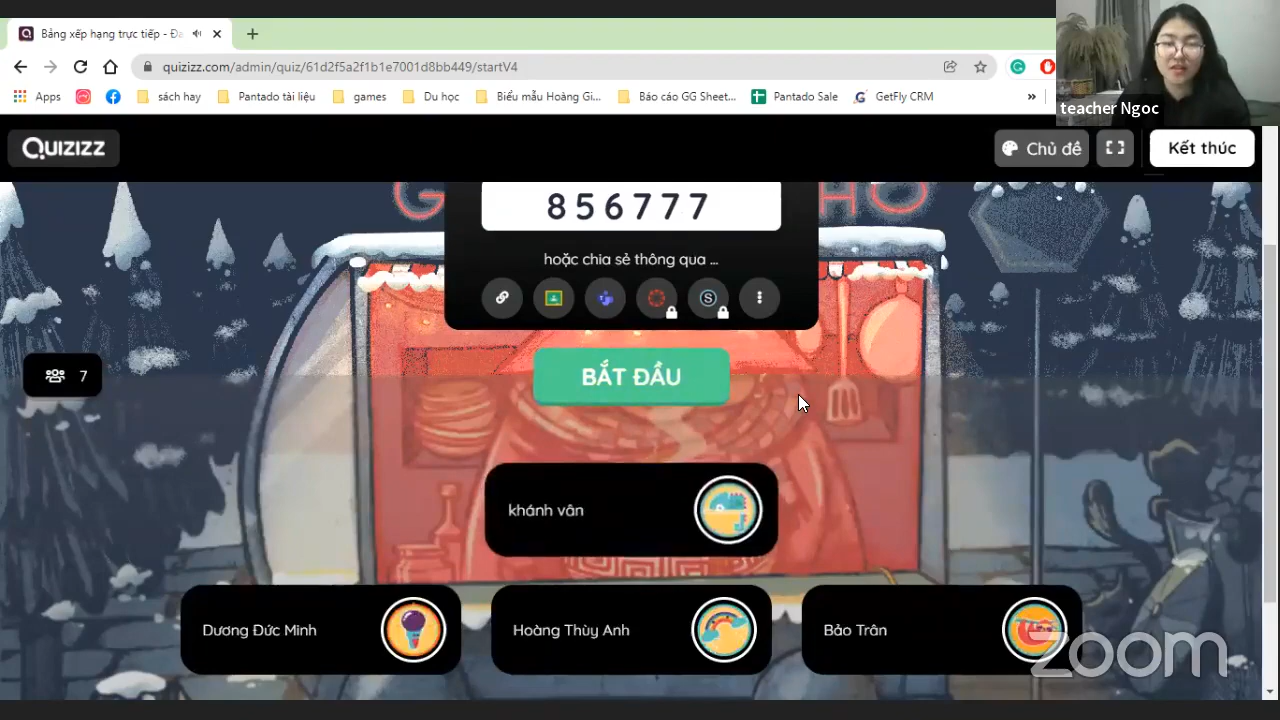 Bảng xếp hạng trực tiếp - Đa
quizizz.com/admin/quiz/61d2f5a2f1b1e7001d8bb449/startV4
Apps sách hay Pantado tài liệu games Du học Biểu mẫu Hoàng Gi... Báo cáo GG Sheet... Pantado Sale GetFly CRM »
teacher Ngoc
QUIZIZZ Chủ đề Kết thúc
856777
hoặc chia sẻ thông qua ...
7
BẮT ĐẦU
khánh vân
Dương Đức Minh Hoàng Thùy Anh Bảo Trân
zoom